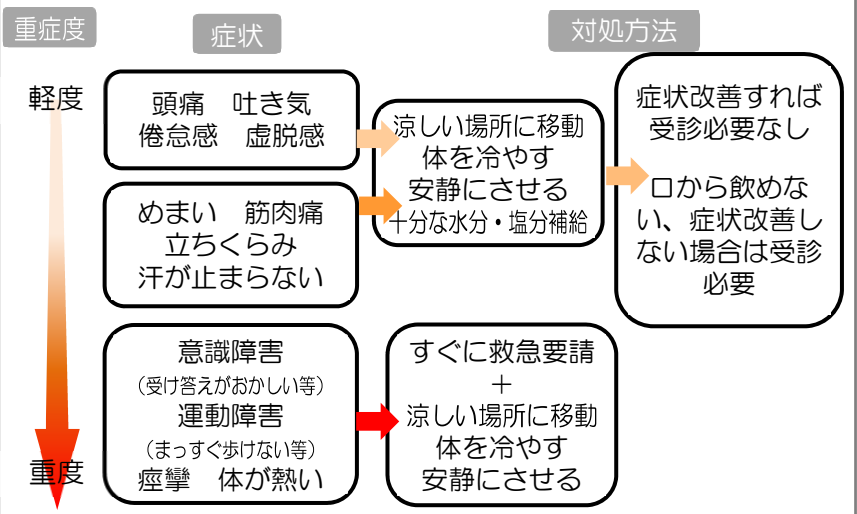 重症度
症状
対処方法
軽度
頭痛　吐き気
倦怠感　虚脱感
めまい　筋肉痛
立ちくらみ
汗が止まらない
涼しい場所に移動
体を冷やす
安静にさせる
十分な水分・塩分補給
症状改善すれば
受診必要なし
口から飲めな
い、症状改善し
ない場合は受診
必要
意識障害
（受け答えがおかしい等）
運動障害
（まっすぐ歩けない等）
痙攣　体が熱い
すぐに救急要請
＋
涼しい場所に移動
体を冷やす
安静にさせる
重度